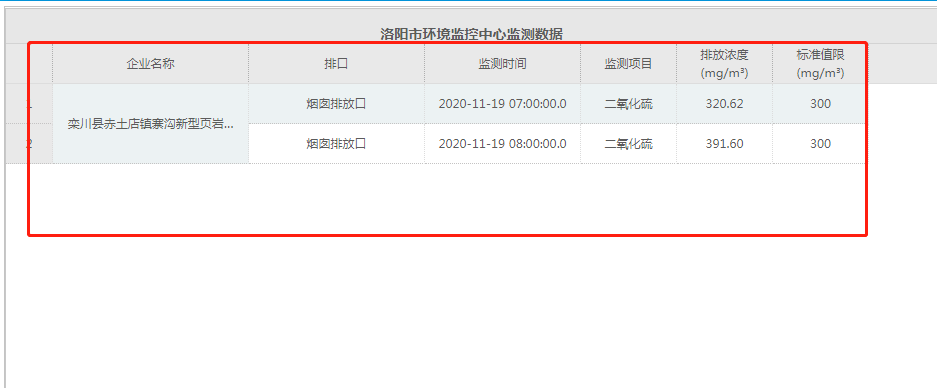 洛阳市环境监控中心监测数据
企业名称 排口 监测时间 监测项目 排放浓度 (mg/m³) 标准值限 (mg/m³)
1 烟囱排放口 2020-11-19 07:00:00.0 二氧化硫 320.62 300
栾川县赤土店镇寨沟新型页岩...
2 烟囱排放口 2020-11-19 08:00:00.0 二氧化硫 391.60 300